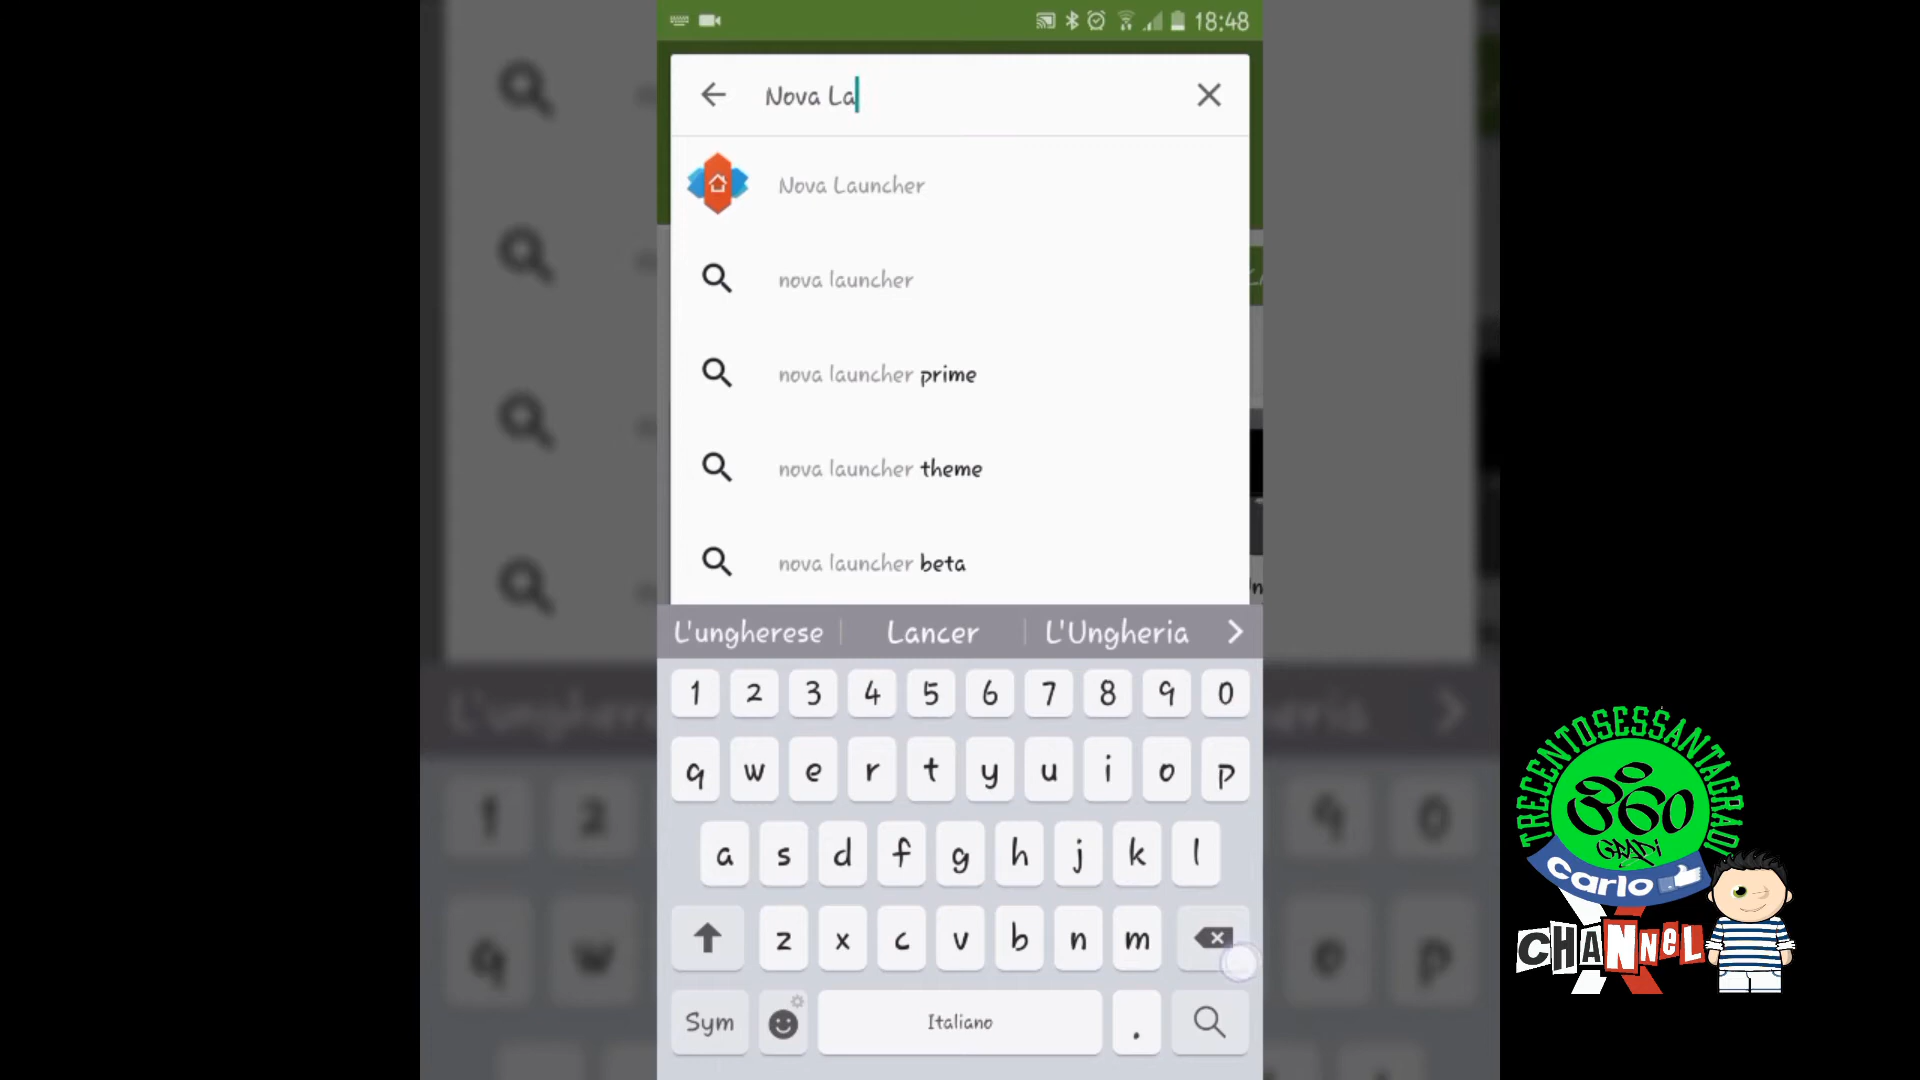 18:48
Nova La
Nova Launcher
nova launcher
nova launcher prime
nova launcher theme
nova launcher beta
L'ungherese Lancer L'Ungheria
1 2 3 4 5 6 7 8 9 0
q w e r t y u i o p
a s d f g h j k l
z x c v b n m
Sym Italiano .
TRECENTOSESSANTAGRADI
360
GRADI
carlo
CHANNEL